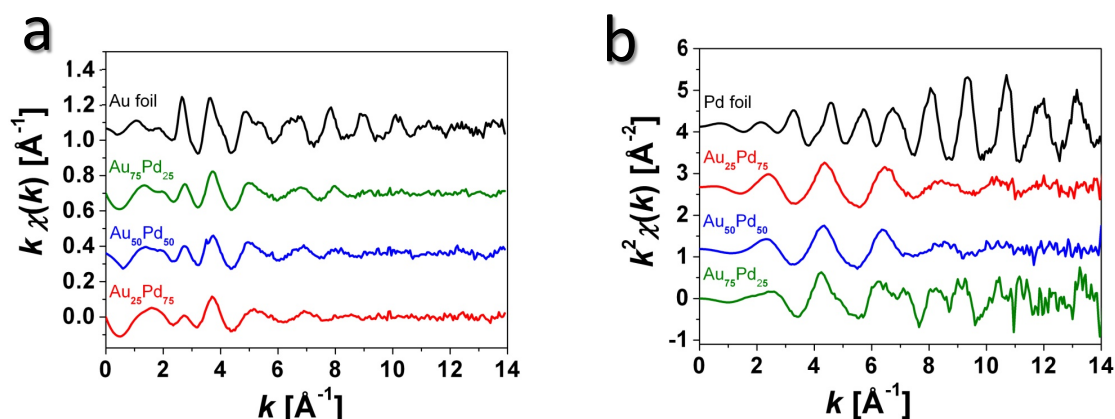 a
k χ(k) [Å⁻¹]
1.4
1.2
1.0
0.8
0.6
0.4
0.2
0.0
Au foil
Au₇₅Pd₂₅
Au₅₀Pd₅₀
Au₂₅Pd₇₅
0 2 4 6 8 10 12 14
k [Å⁻¹]
b
k² χ(k) [Å⁻²]
6
5
4
3
2
1
0
-1
Pd foil
Au₂₅Pd₇₅
Au₅₀Pd₅₀
Au₇₅Pd₂₅
0 2 4 6 8 10 12 14
k [Å⁻¹]